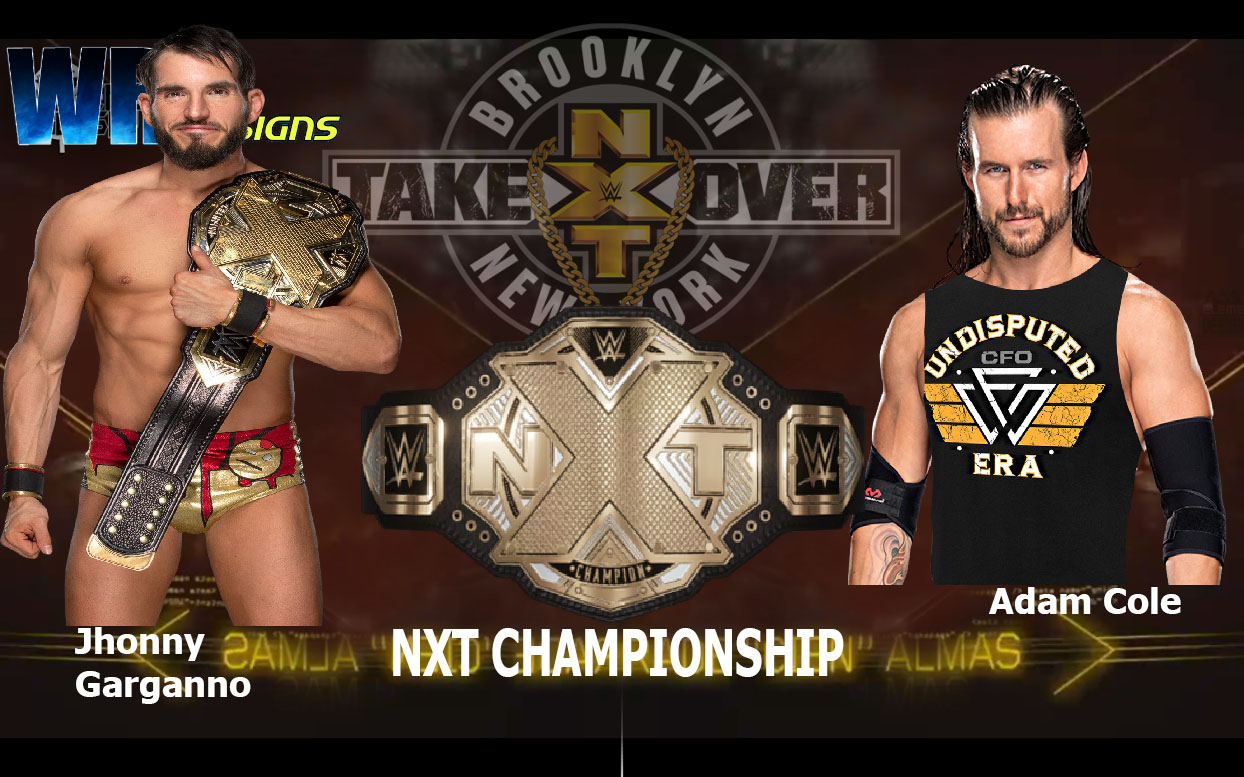 WR SIGNS
BROOKLYN
NXT
TAKEOVER
NEW YORK
NXT
CHAMPION
UNDISPUTED
CFO
ERA
Adam Cole
Jhonny
Garganno
NXT CHAMPIONSHIP
ALMAS
ALMAS